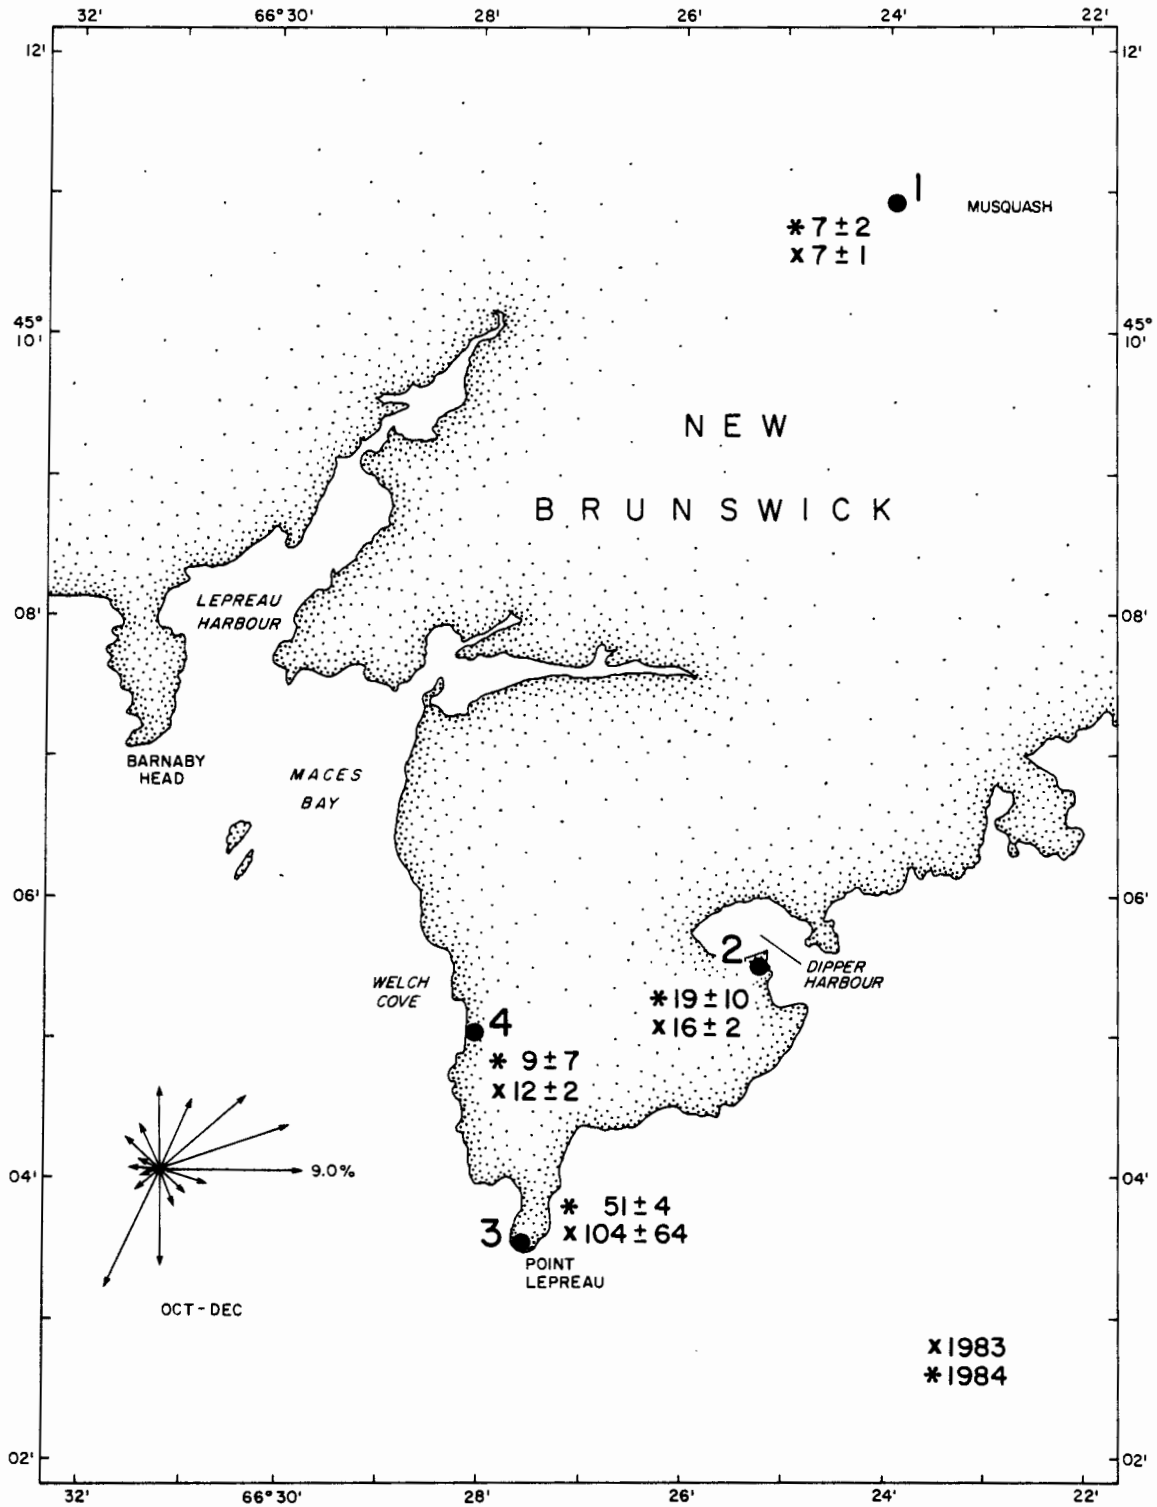 32' 66°30' 28' 26' 24' 22'
12' 12'
1
MUSQUASH
* 7 ± 2
x 7 ± 1
45° 45°
10' 10'
NEW
BRUNSWICK
LEPREAU
HARBOUR
08' 08'
BARNABY
HEAD
MACES
BAY
06' 06'
2
DIPPER
HARBOUR
WELCH
COVE
* 19 ± 10
x 16 ± 2
4
* 9 ± 7
x 12 ± 2
9.0%
04' 04'
* 51 ± 4
x 104 ± 64
3
POINT
LEPREAU
OCT - DEC
x 1983
* 1984
02' 02'
32' 66°30' 28' 26' 24' 22'